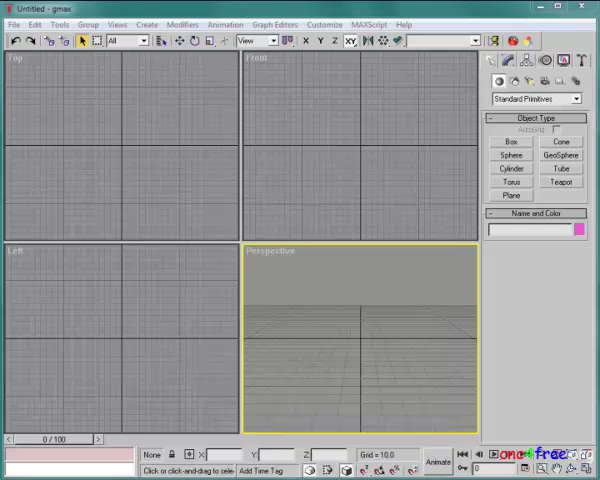 Untitled - gmax
File Edit Tools Group Views Create Modifiers Animation Graph Editors Customize MAXScript Help
All View X Y Z XY
Top Front
Standard Primitives
Object Type
AutoGrid
Box Cone
Sphere GeoSphere
Cylinder Tube
Torus Teapot
Plane
Name and Color
Left Perspective
0 / 100
None X: Y: Z: Grid = 10,0
Click or click-and-drag to sele Add Time Tag Animate 0
one4free